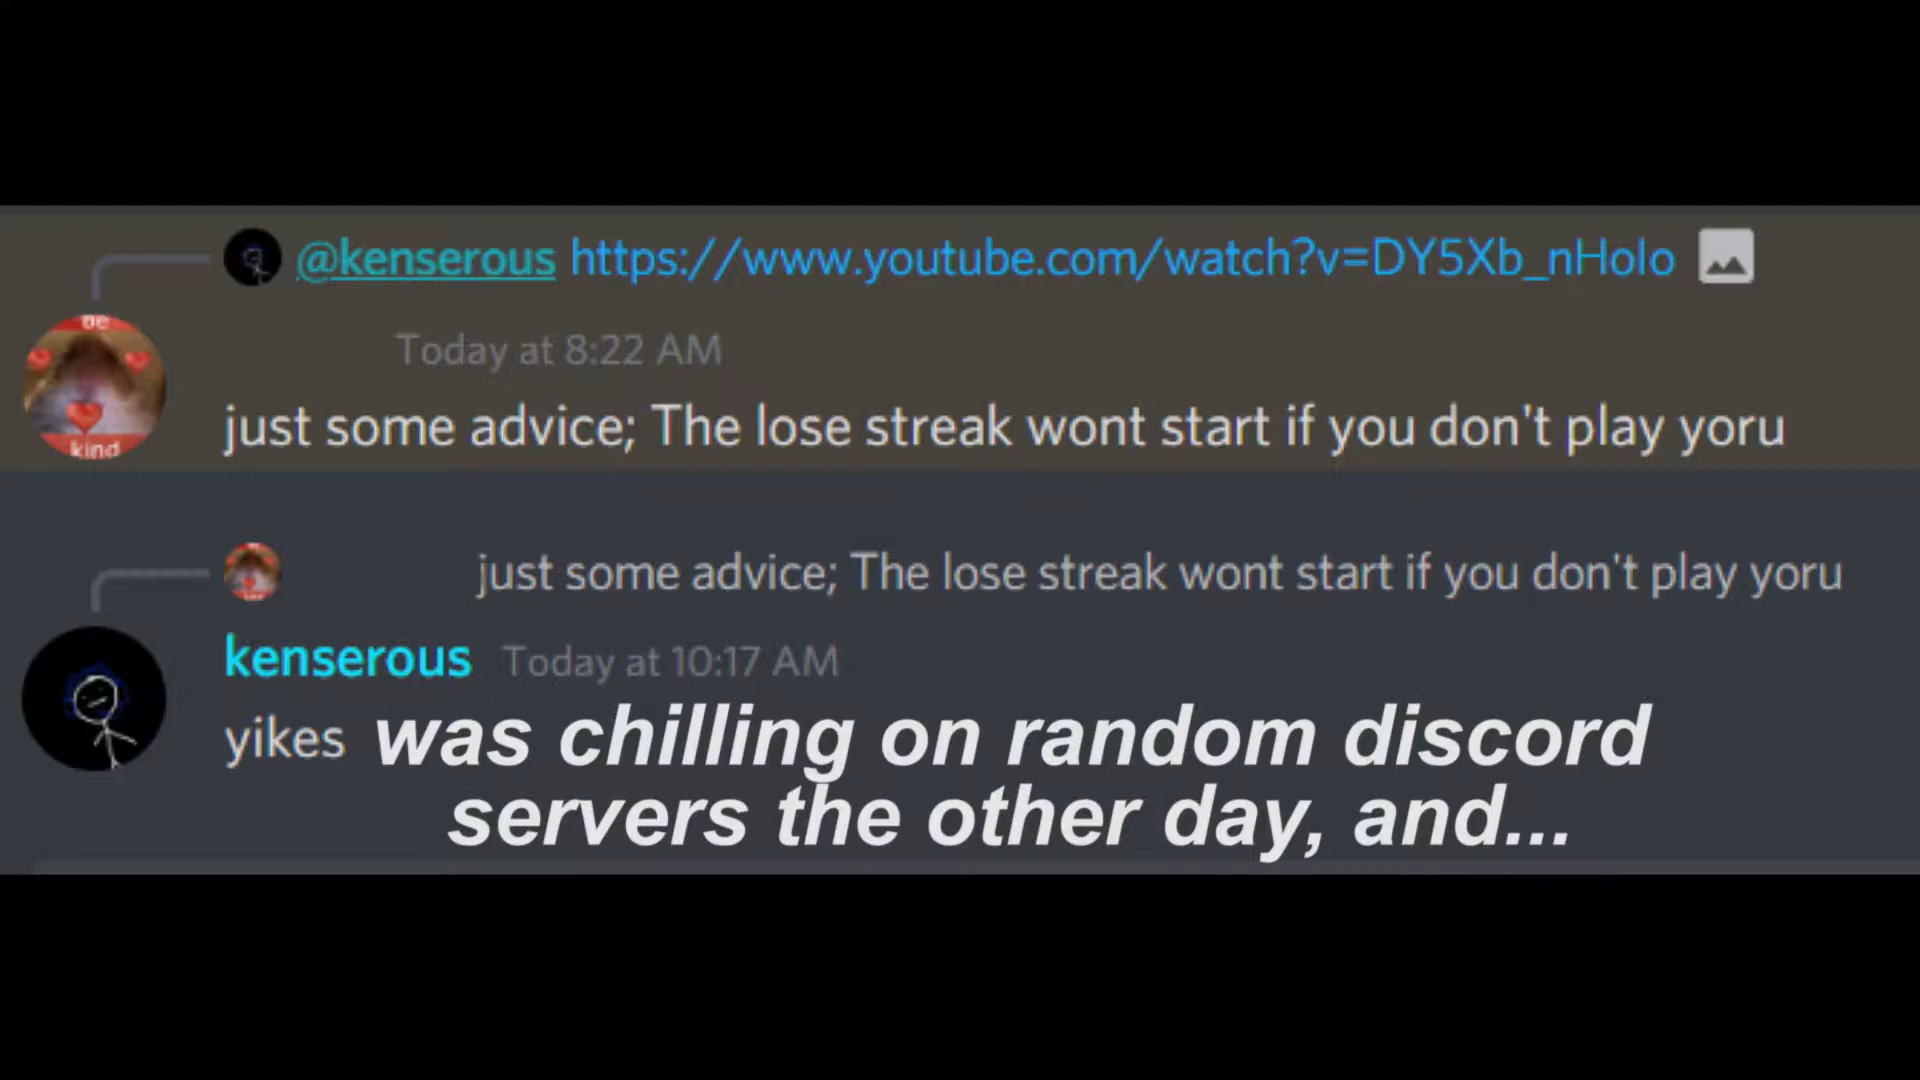 @kenserous https://www.youtube.com/watch?v=DY5Xb_nHolo
Be
Today at 8:22 AM
just some advice; The lose streak wont start if you don't play yoru
kind
just some advice; The lose streak wont start if you don't play yoru
kenserous Today at 10:17 AM
yikes
was chilling on random discord
servers the other day, and...